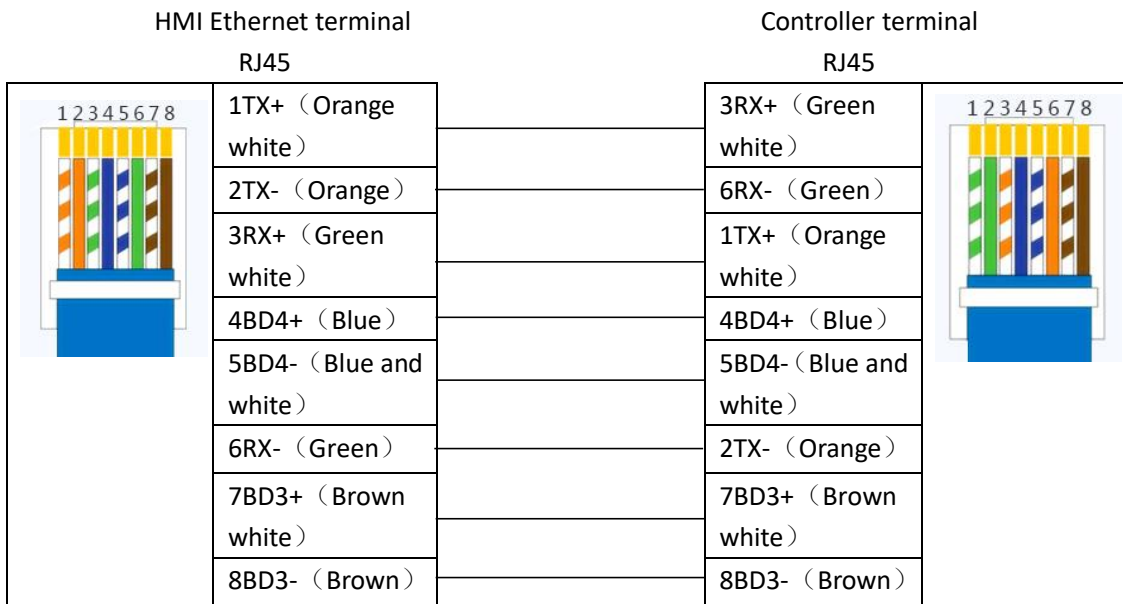 HMI Ethernet terminal
Controller terminal
RJ45
RJ45
12345678
1TX+（Orange
white）
3RX+（Green
white）
12345678
2TX-（Orange）
6RX-（Green）
3RX+（Green
white）
1TX+（Orange
white）
4BD4+（Blue）
4BD4+（Blue）
5BD4-（Blue and
white）
5BD4-（Blue and
white）
6RX-（Green）
2TX-（Orange）
7BD3+（Brown
white）
7BD3+（Brown
white）
8BD3-（Brown）
8BD3-（Brown）